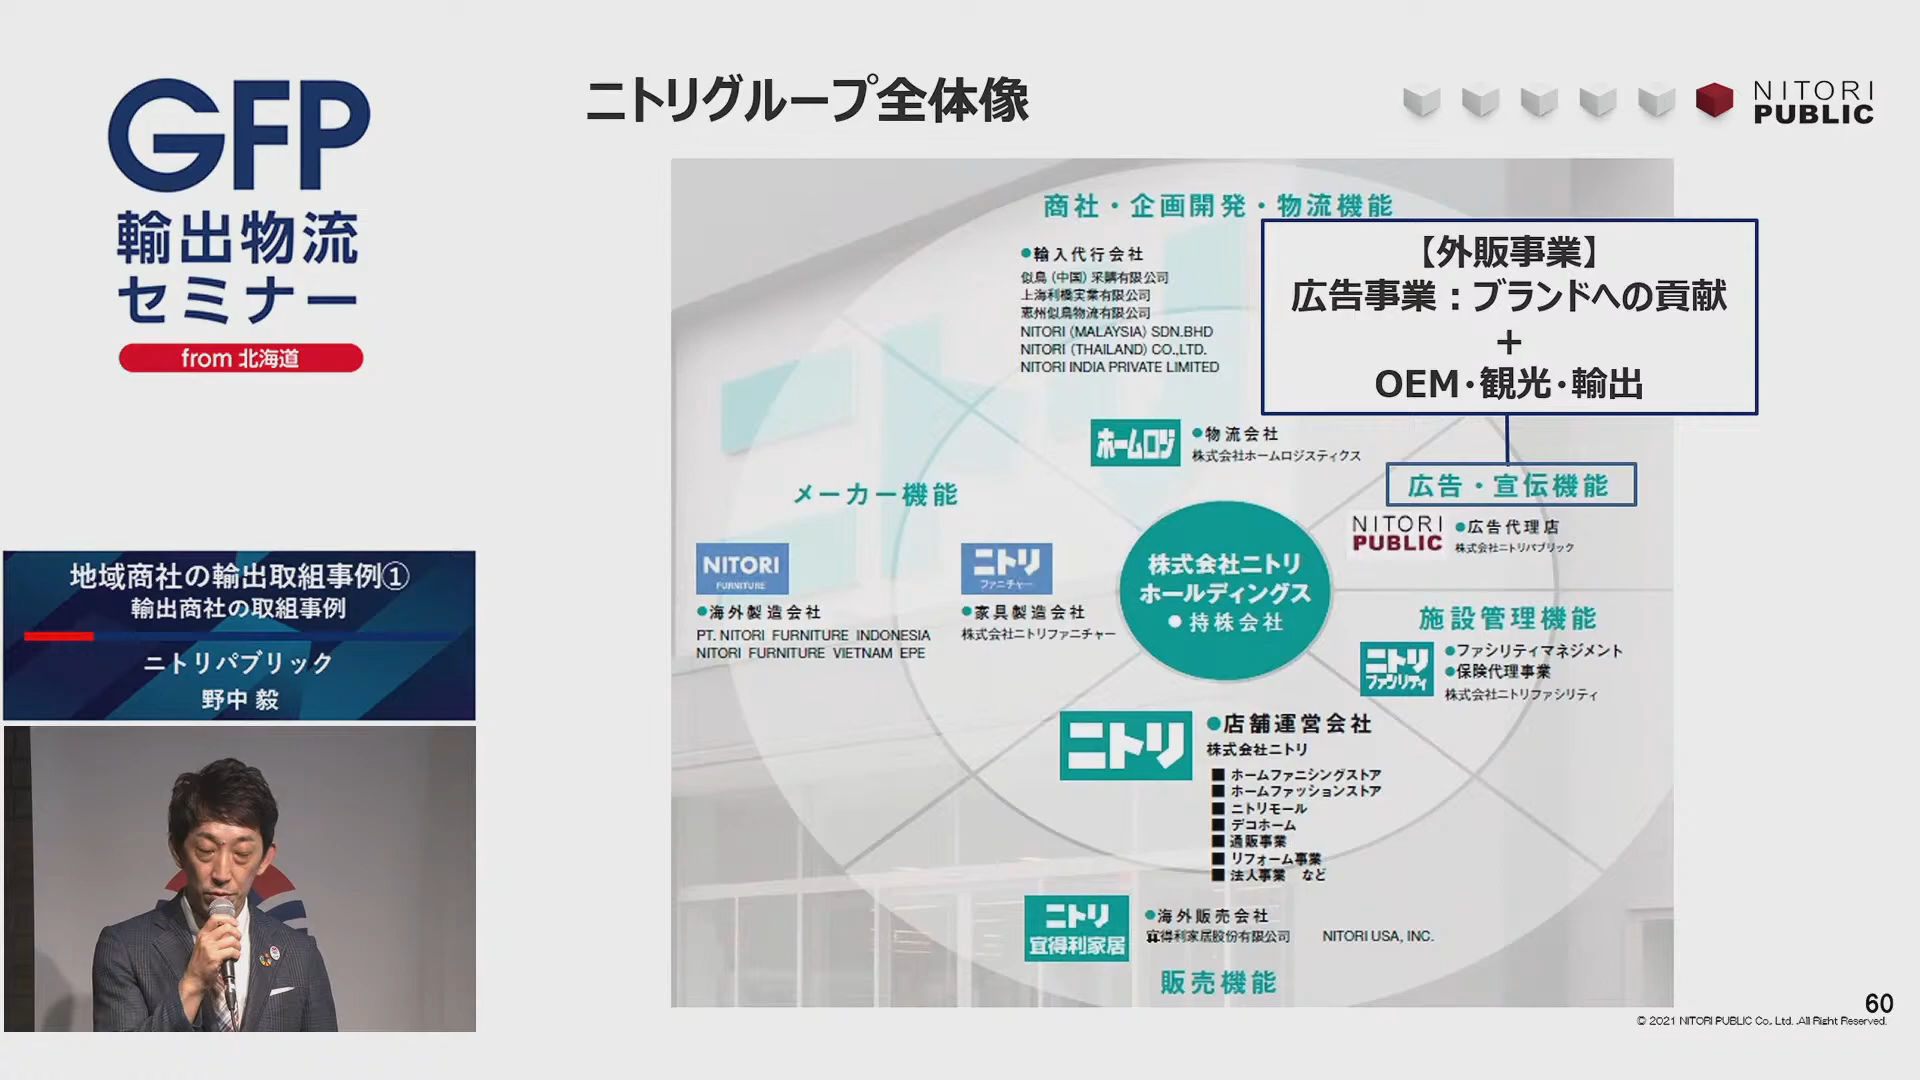 GFP
輸出物流
セミナー
from 北海道
地域商社の輸出取組事例①
輸出商社の取組事例
ニトリパブリック
野中 毅
ニトリグループ全体像
NITORI
PUBLIC
商社・企画開発・物流機能
●輸入代行会社
似鳥(中国)采購有限公司
上海利橋実業有限公司
惠州似鳥物流有限公司
NITORI (MALAYSIA) SDN.BHD
NITORI (THAILAND) CO.,LTD.
NITORI INDIA PRIVATE LIMITED
【外販事業】
広告事業：ブランドへの貢献
+
OEM・観光・輸出
ホームロジ
●物流会社
株式会社ホームロジスティクス
メーカー機能
NITORI
FURNITURE
●海外製造会社
PT. NITORI FURNITURE INDONESIA
NITORI FURNITURE VIETNAM EPE
ニトリ
ファニチャー
●家具製造会社
株式会社ニトリファニチャー
株式会社ニトリ
ホールディングス
●持株会社
広告・宣伝機能
NITORI
PUBLIC
●広告代理店
株式会社ニトリパブリック
施設管理機能
ニトリ
ファシリティ
●ファシリティマネジメント
●保険代理事業
株式会社ニトリファシリティ
ニトリ
●店舗運営会社
株式会社ニトリ
■ ホームファニシングストア
■ ホームファッションストア
■ ニトリモール
■ デコホーム
■ 通販事業
■ リフォーム事業
■ 法人事業 など
ニトリ
宜得利家居
●海外販売会社
宜得利家居股份有限公司 NITORI USA, INC.
販売機能
60
© 2021 NITORI PUBLIC Co., Ltd. All Right Reserved.